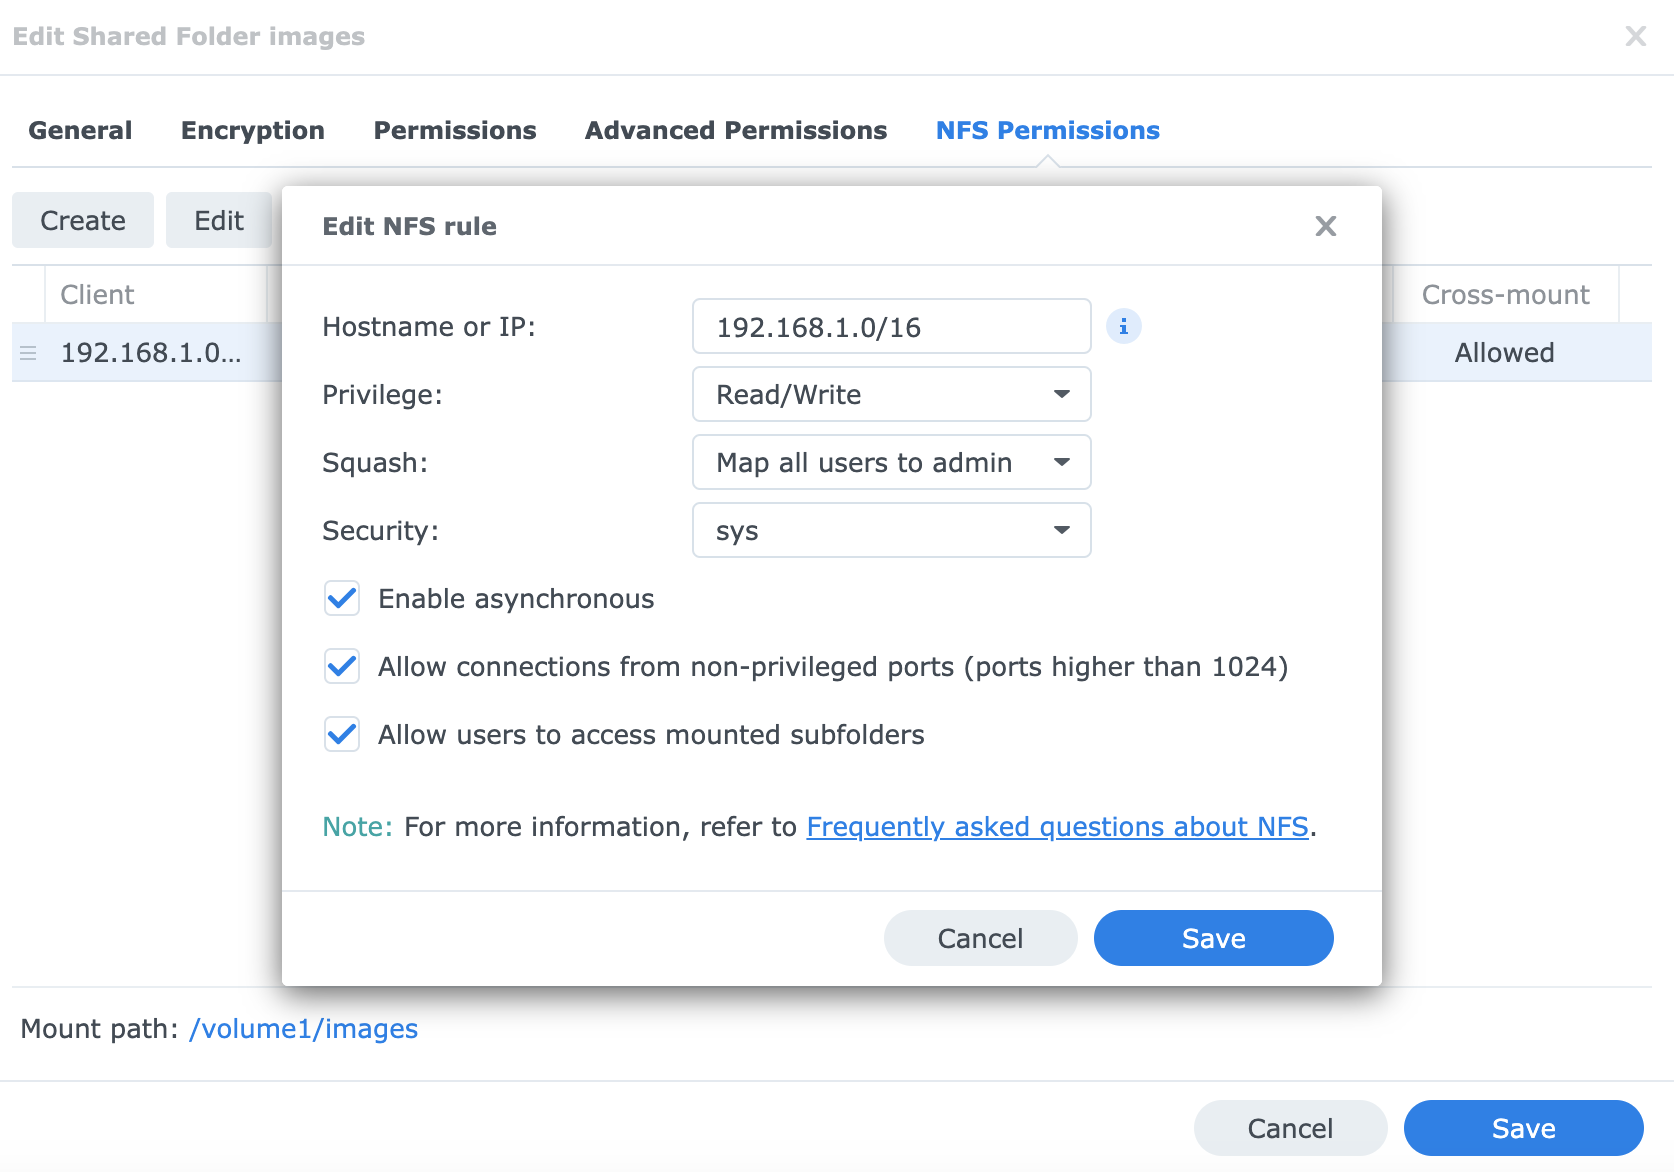 Edit Shared Folder images
General Encryption Permissions Advanced Permissions NFS Permissions
Create Edit
Edit NFS rule
Client Cross-mount
192.168.1.0... Allowed
Hostname or IP: 192.168.1.0/16
Privilege: Read/Write
Squash: Map all users to admin
Security: sys
Enable asynchronous
Allow connections from non-privileged ports (ports higher than 1024)
Allow users to access mounted subfolders
Note: For more information, refer to Frequently asked questions about NFS.
Cancel Save
Mount path: /volume1/images
Cancel Save